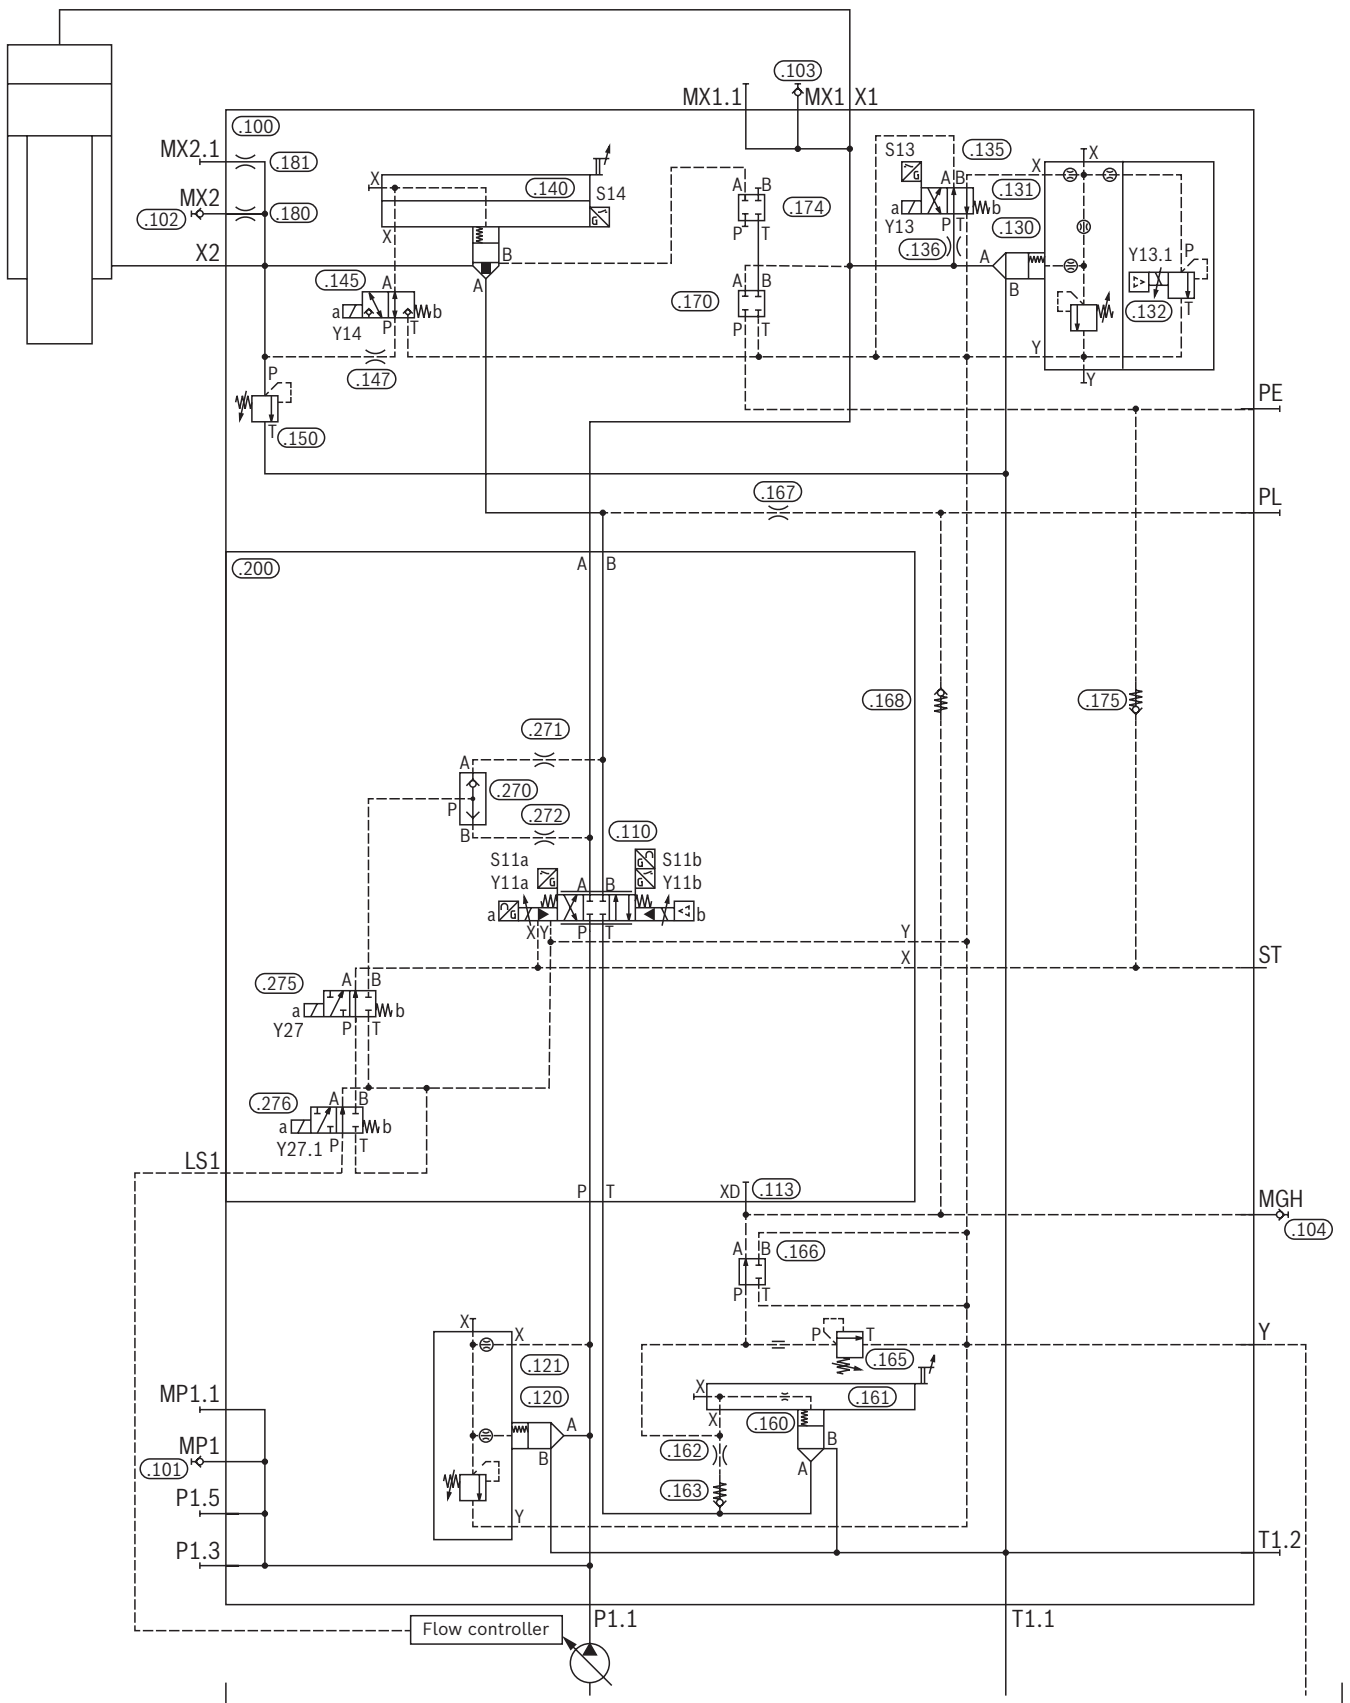 .103
MX1.1
MX1
X1
.100
MX2.1
.181
S13
.135
X
X
X
.140
S14
A
B
.131
MX2
.180
.102
A
B
.174
a
b
.130
Y13
P
T
X
P
T
.136
Y13.1
P
X2
B
A
.145
A
A
B
B
.132
T
a
b
.170
Y14
P
T
P
T
Y
.147
P
Y
PE
T
.150
.167
PL
.200
A
B
.168
.175
.271
A
.270
P
.272
B
.110
S11a
S11b
Y11a
A
B
Y11b
a
b
X
Y
P
T
Y
X
ST
.275
A
B
a
b
Y27
P
T
.276
A
B
a
b
Y27.1
P
T
LS1
P
T
XD
.113
MGH
.104
A
B
.166
P
T
X
X
P
T
Y
.121
.165
MP1.1
.120
X
.161
X
.160
A
B
MP1
B
.162
A
.101
.163
P1.5
Y
P1.3
T1.2
P1.1
T1.1
Flow controller